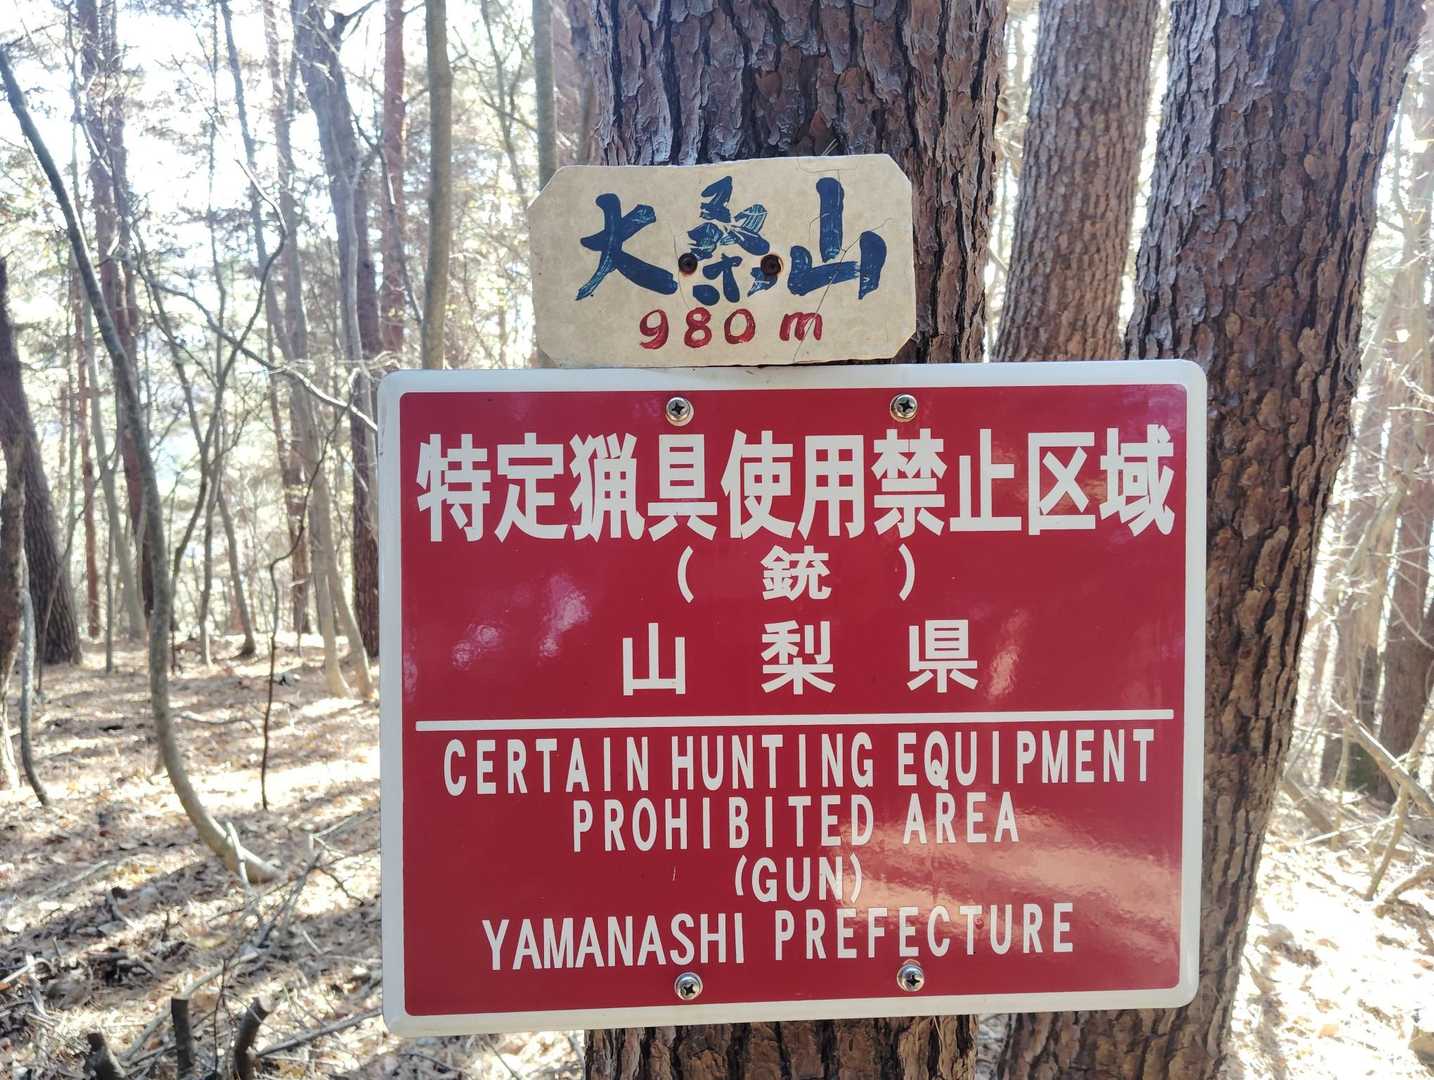 大桑山
980m
特定猟具使用禁止区域
(銃)
山梨県
CERTAIN HUNTING EQUIPMENT
PROHIBITED AREA
(GUN)
YAMANASHI PREFECTURE